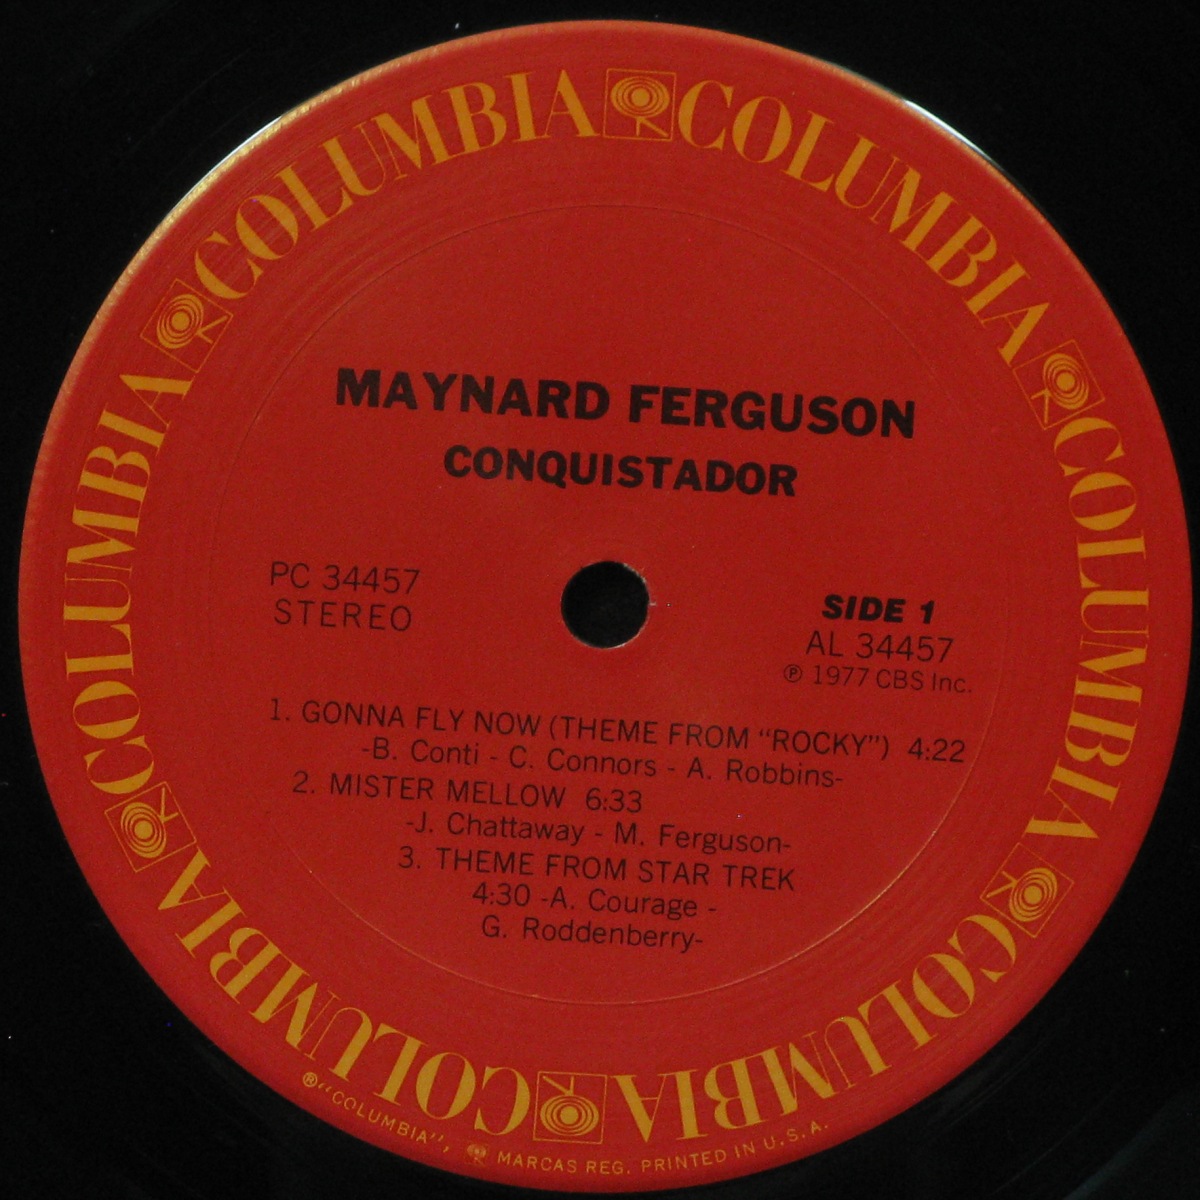 COLUMBIA COLUMBIA COLUMBIA COLUMBIA COLUMBIA COLUMBIA
MAYNARD FERGUSON
CONQUISTADOR
PC 34457
STEREO
SIDE 1
AL 34457
℗ 1977 CBS Inc.
1. GONNA FLY NOW (THEME FROM “ROCKY”) 4:22
-B. Conti - C. Connors - A. Robbins-
2. MISTER MELLOW 6:33
-J. Chattaway - M. Ferguson-
3. THEME FROM STAR TREK
4:30 -A. Courage -
G. Roddenberry-
®“COLUMBIA”, MARCAS REG. PRINTED IN U.S.A.